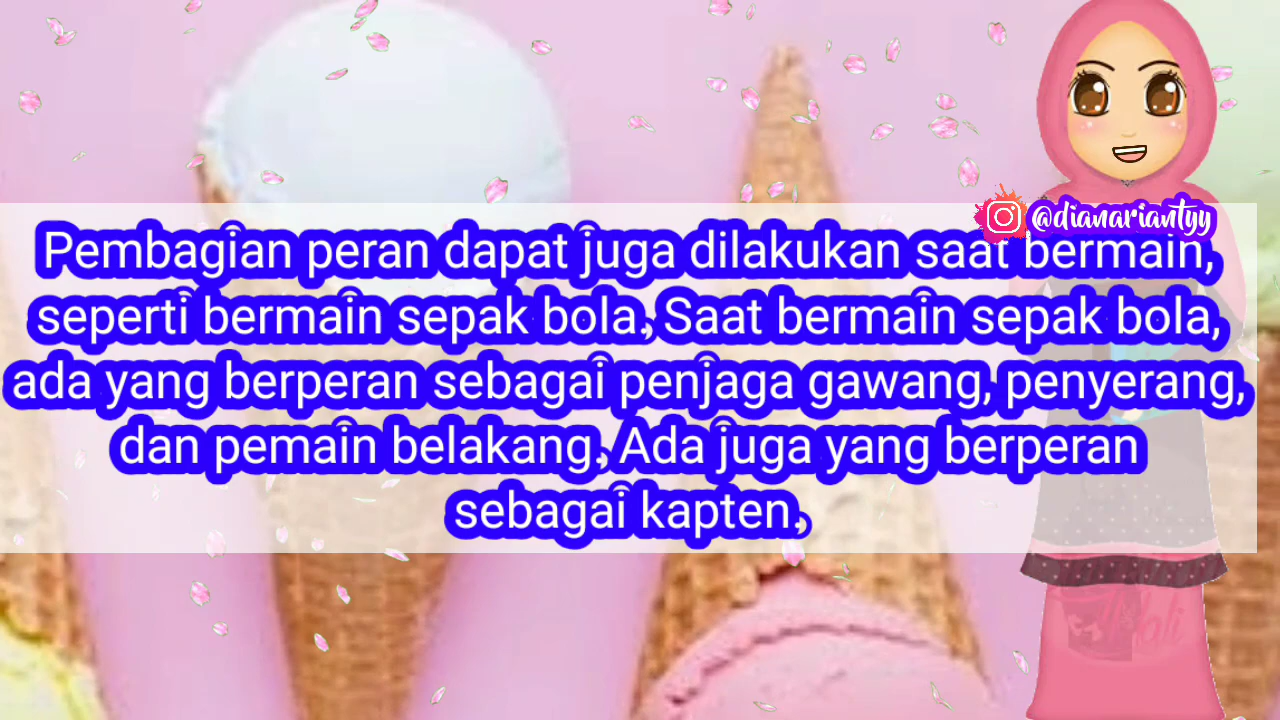 @dianariantyy
Pembagian peran dapat juga dilakukan saat bermain,
seperti bermain sepak bola. Saat bermain sepak bola,
ada yang berperan sebagai penjaga gawang, penyerang,
dan pemain belakang. Ada juga yang berperan
sebagai kapten.